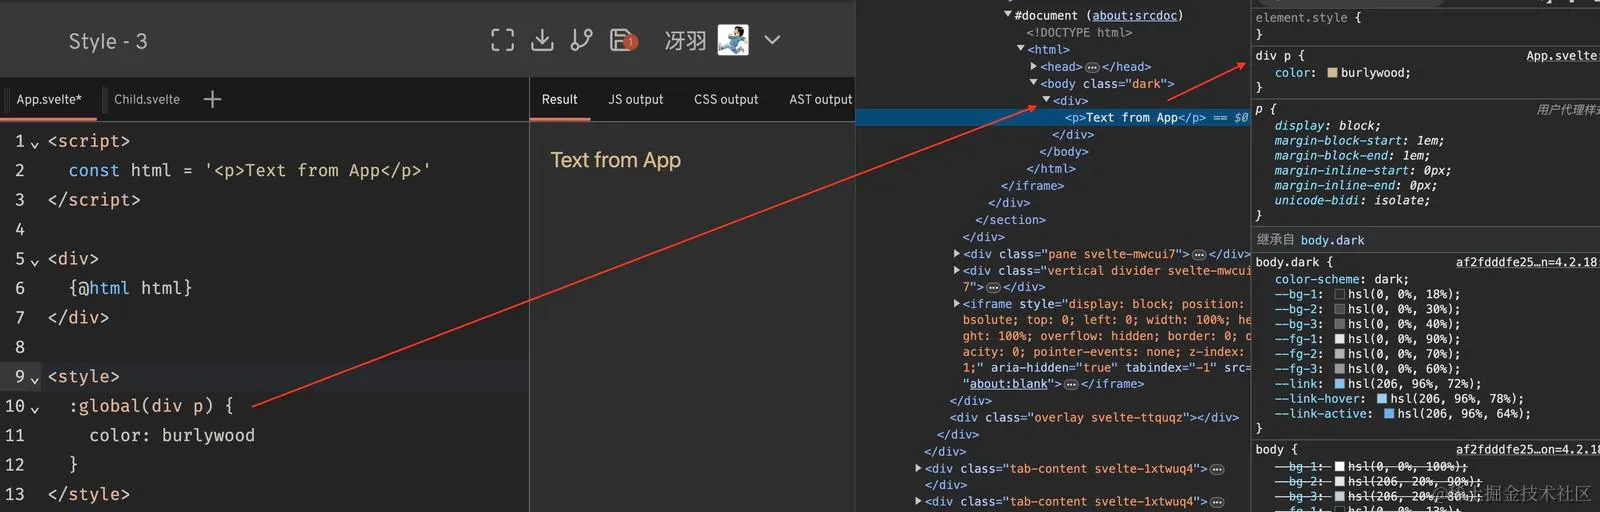 Style - 3
1
冴羽
App.svelte*
Child.svelte
Result
JS output
CSS output
AST output
1 <script>
2 const html = '<p>Text from App</p>'
3 </script>
4
5 <div>
6 {@html html}
7 </div>
8
9 <style>
10 :global(div p) {
11 color: burlywood
12 }
13 </style>
Text from App
#document (about:srcdoc)
<!DOCTYPE html>
<html>
<head> </head>
<body class="dark">
<div>
<p>Text from App</p> == $0
</div>
</body>
</html>
</iframe>
</div>
</section>
</div>
<div class="pane svelte-mwcui7"> </div>
<div class="vertical divider svelte-mwcui
7"> </div>
<iframe style="display: block; position:
bsolute; top: 0; left: 0; width: 100%; he
ght: 100%; overflow: hidden; border: 0; o
acity: 0; pointer-events: none; z-index:
1;" aria-hidden="true" tabindex="-1" src=
"about:blank"> </iframe>
</div>
<div class="overlay svelte-ttquqz"></div>
</div>
</div>
<div class="tab-content svelte-1xtwuq4">
</div>
<div class="tab-content svelte-1xtwuq4">
element.style {
}
div p { App.svelte:
color: burlywood;
}
p { 用户代理样式
display: block;
margin-block-start: 1em;
margin-block-end: 1em;
margin-inline-start: 0px;
margin-inline-end: 0px;
unicode-bidi: isolate;
}
继承自 body.dark
body.dark { af2fdddfe25…n=4.2.18:
color-scheme: dark;
--bg-1: hsl(0, 0%, 18%);
--bg-2: hsl(0, 0%, 30%);
--bg-3: hsl(0, 0%, 40%);
--fg-1: hsl(0, 0%, 90%);
--fg-2: hsl(0, 0%, 70%);
--fg-3: hsl(0, 0%, 60%);
--link: hsl(206, 96%, 72%);
--link-hover: hsl(206, 96%, 78%);
--link-active: hsl(206, 96%, 64%);
}
body { af2fdddfe25…on=4.2.18
--bg-1: hsl(0, 0%, 100%);
--bg-2: hsl(206, 20%, 90%);
--bg-3: hsl(206, 20%, 80%);
--fg-1: hsl(0, 0%, 13%);
@稀土掘金技术社区